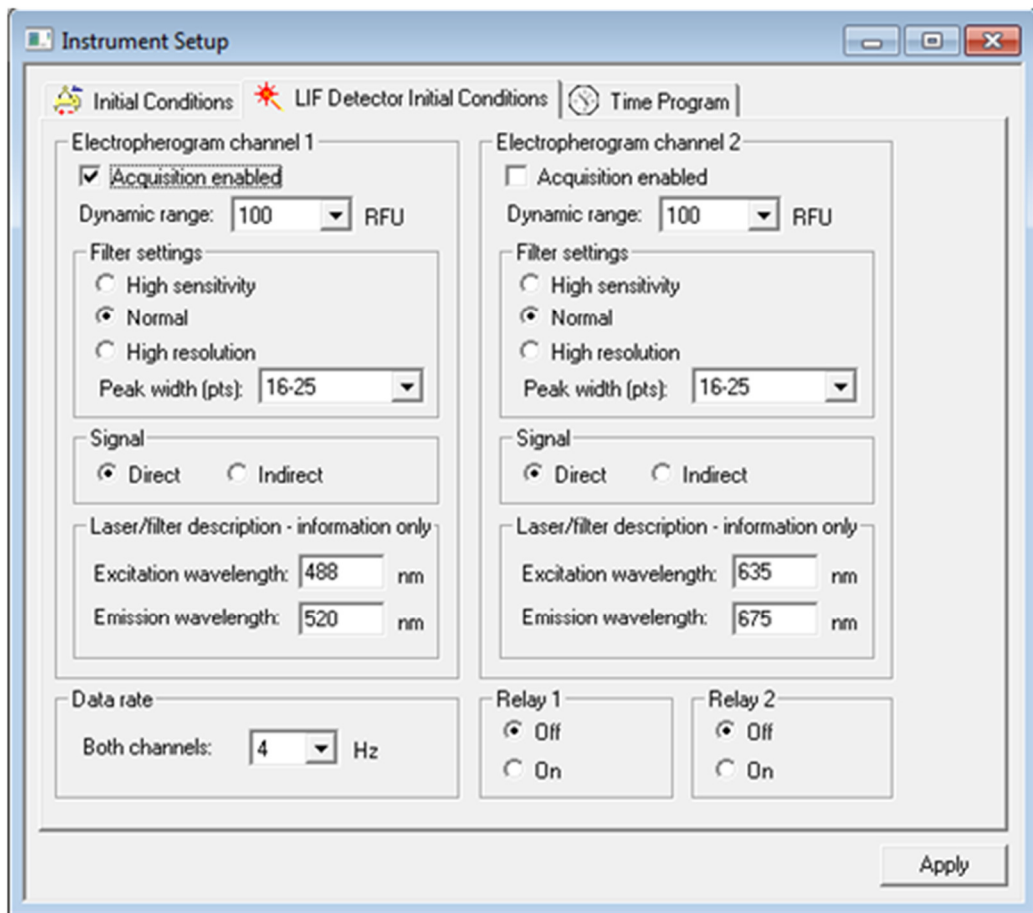 Instrument Setup
Initial Conditions
LIF Detector Initial Conditions
Time Program
Electropherogram channel 1
Acquisition enabled
Dynamic range: 100 RFU
Filter settings
High sensitivity
Normal
High resolution
Peak width (pts): 16-25
Signal
Direct Indirect
Laser/filter description - information only
Excitation wavelength: 488 nm
Emission wavelength: 520 nm
Electropherogram channel 2
Acquisition enabled
Dynamic range: 100 RFU
Filter settings
High sensitivity
Normal
High resolution
Peak width (pts): 16-25
Signal
Direct Indirect
Laser/filter description - information only
Excitation wavelength: 635 nm
Emission wavelength: 675 nm
Data rate
Both channels: 4 Hz
Relay 1
Off
On
Relay 2
Off
On
Apply